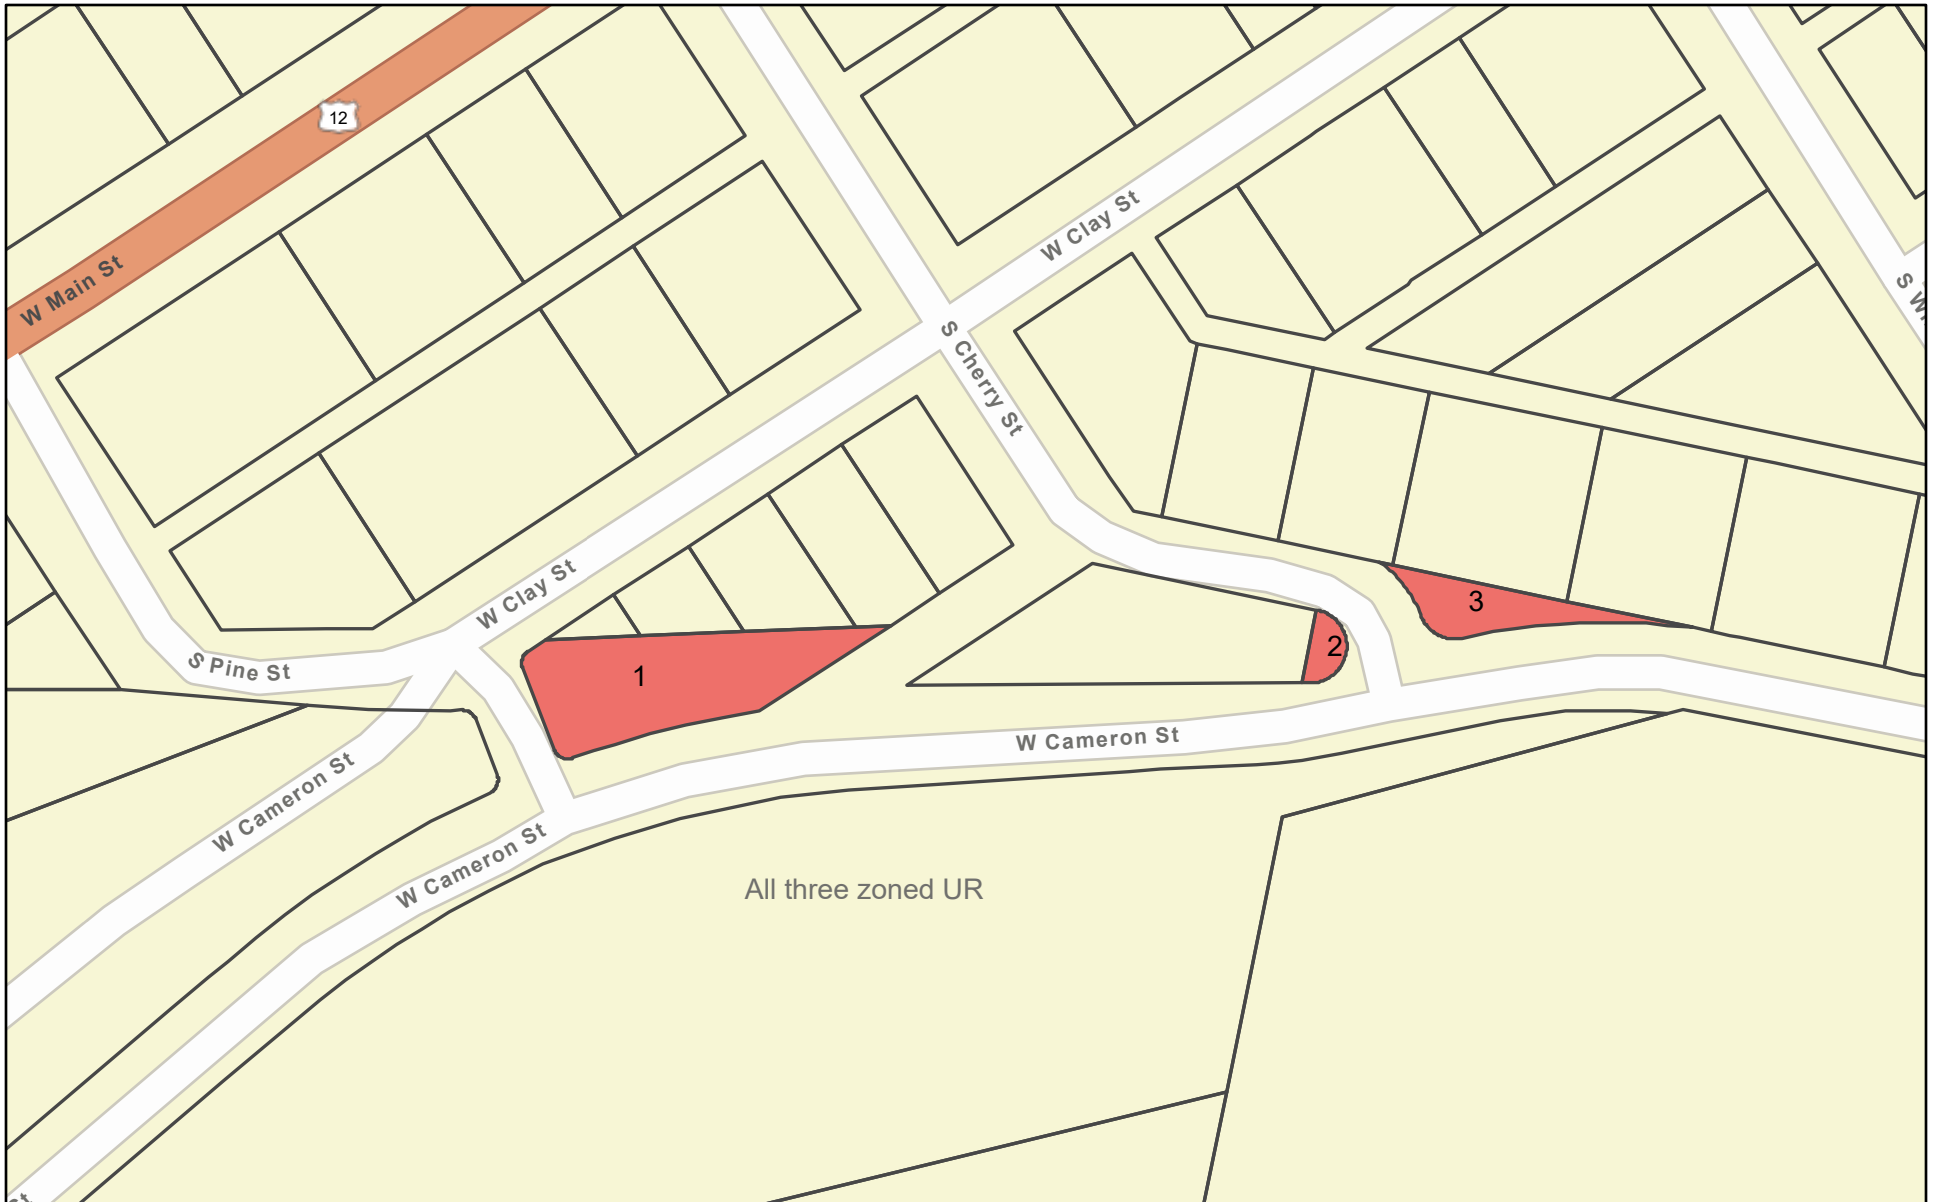 12
W Main St
W Clay St
S W
S Cherry St
W Clay St
3
2
1
S Pine St
W Cameron St
W Cameron St
W Cameron St
All three zoned UR
St